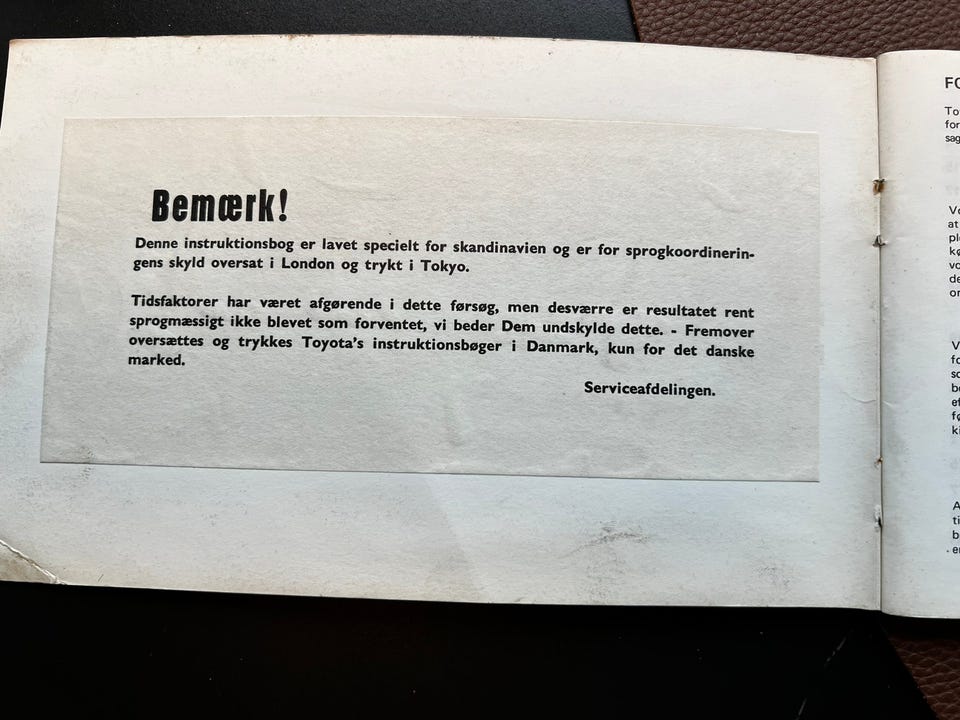 Bemærk!
Denne instruktionsbog er lavet specielt for skandinavien og er for sprogkoordinerin-
gens skyld oversat i London og trykt i Tokyo.
Tidsfaktorer har været afgørende i dette førsøg, men desværre er resultatet rent
sprogmæssigt ikke blevet som forventet, vi beder Dem undskylde dette. - Fremover
oversættes og trykkes Toyota's instruktionsbøger i Danmark, kun for det danske
marked.
Serviceafdelingen.